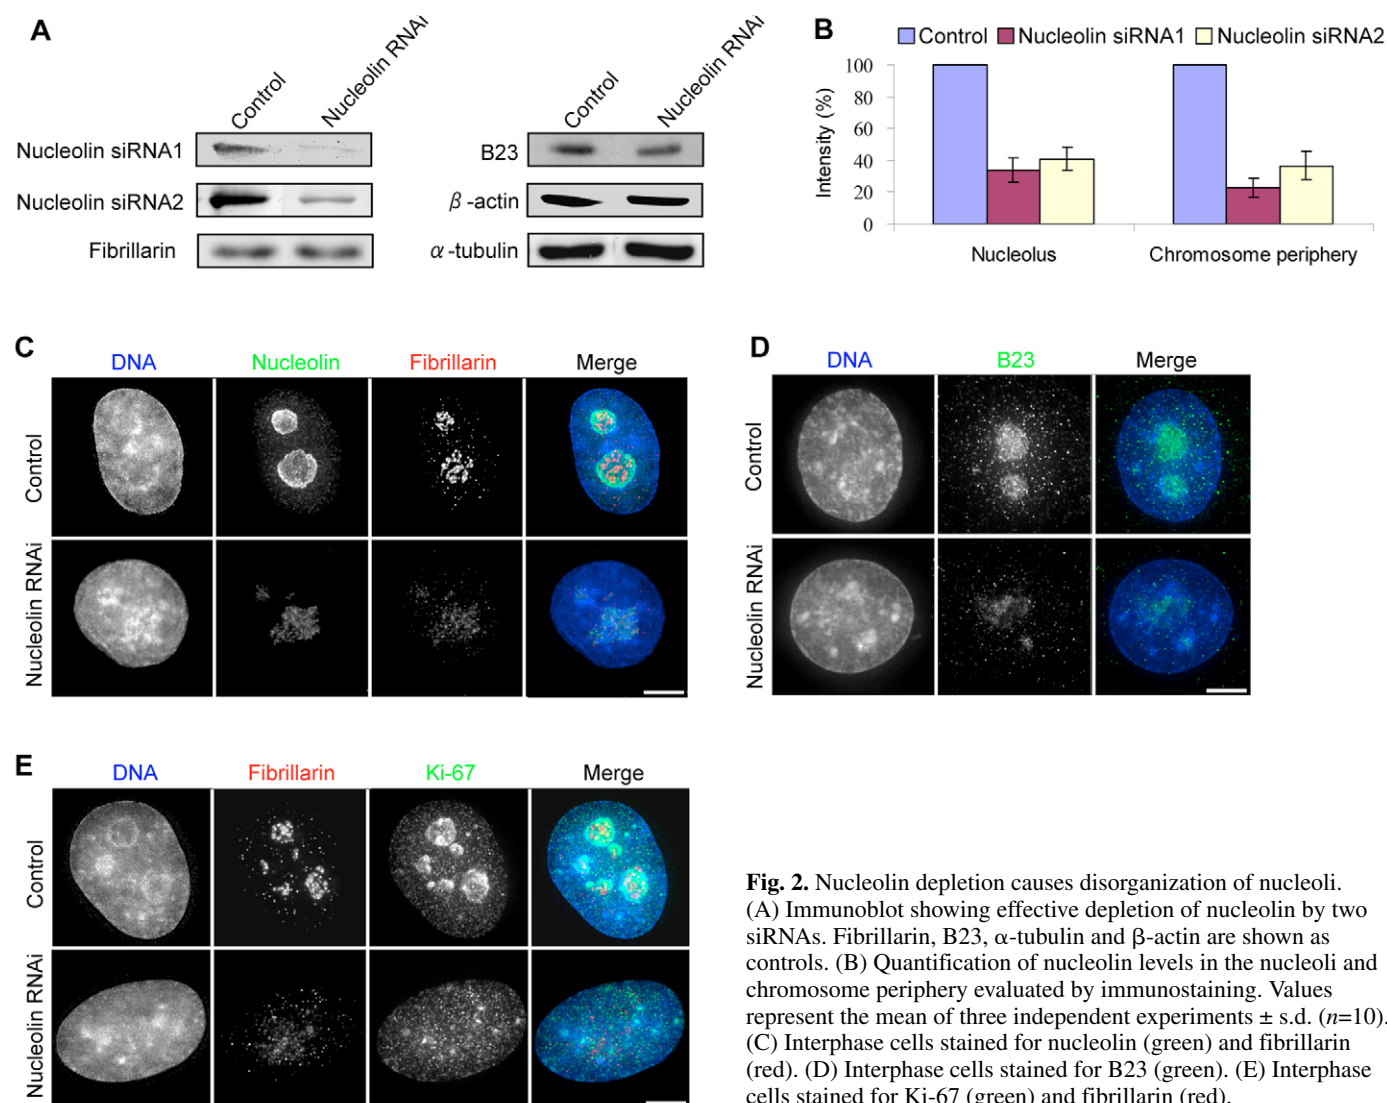 A
Control
Nucleolin RNAi
Nucleolin siRNA1
Nucleolin siRNA2
Fibrillarin
Control
Nucleolin RNAi
B23
β-actin
α-tubulin
B
Control Nucleolin siRNA1 Nucleolin siRNA2
Intensity (%)
100
80
60
40
20
0
Nucleolus Chromosome periphery
C
DNA Nucleolin Fibrillarin Merge
Control
Nucleolin RNAi
D
DNA B23 Merge
Control
Nucleolin RNAi
E
DNA Fibrillarin Ki-67 Merge
Control
Nucleolin RNAi
Fig. 2. Nucleolin depletion causes disorganization of nucleoli.
(A) Immunoblot showing effective depletion of nucleolin by two
siRNAs. Fibrillarin, B23, α-tubulin and β-actin are shown as
controls. (B) Quantification of nucleolin levels in the nucleoli and
chromosome periphery evaluated by immunostaining. Values
represent the mean of three independent experiments ± s.d. (n=10).
(C) Interphase cells stained for nucleolin (green) and fibrillarin
(red). (D) Interphase cells stained for B23 (green). (E) Interphase
cells stained for Ki-67 (green) and fibrillarin (red).